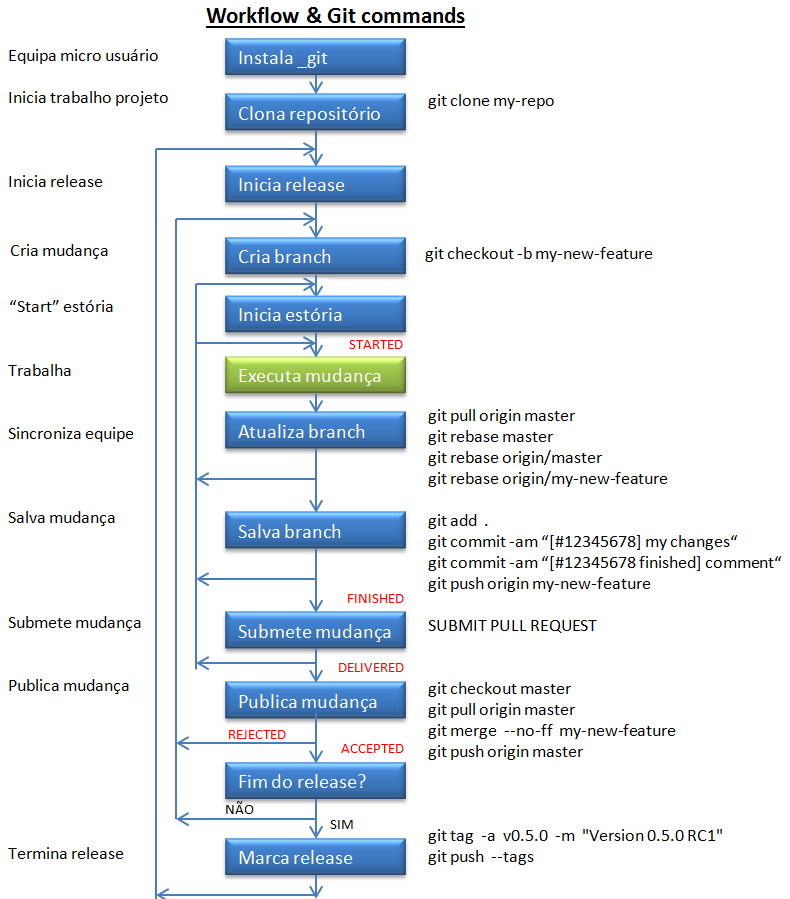 Workflow & Git commands
Equipa micro usuário
Instala _git
Inicia trabalho projeto
Clona repositório
git clone my-repo
Inicia release
Inicia release
Cria mudança
Cria branch
git checkout -b my-new-feature
“Start” estória
Inicia estória
STARTED
Trabalha
Executa mudança
Sincroniza equipe
Atualiza branch
git pull origin master
git rebase master
git rebase origin/master
git rebase origin/my-new-feature
Salva mudança
Salva branch
git add .
git commit -am “[#12345678] my changes“
git commit -am “[#12345678 finished] comment“
git push origin my-new-feature
FINISHED
Submete mudança
Submete mudança
SUBMIT PULL REQUEST
DELIVERED
Publica mudança
Publica mudança
git checkout master
git pull origin master
git merge --no-ff my-new-feature
git push origin master
REJECTED
ACCEPTED
Fim do release?
NÃO
SIM
Termina release
Marca release
git tag -a v0.5.0 -m "Version 0.5.0 RC1"
git push --tags